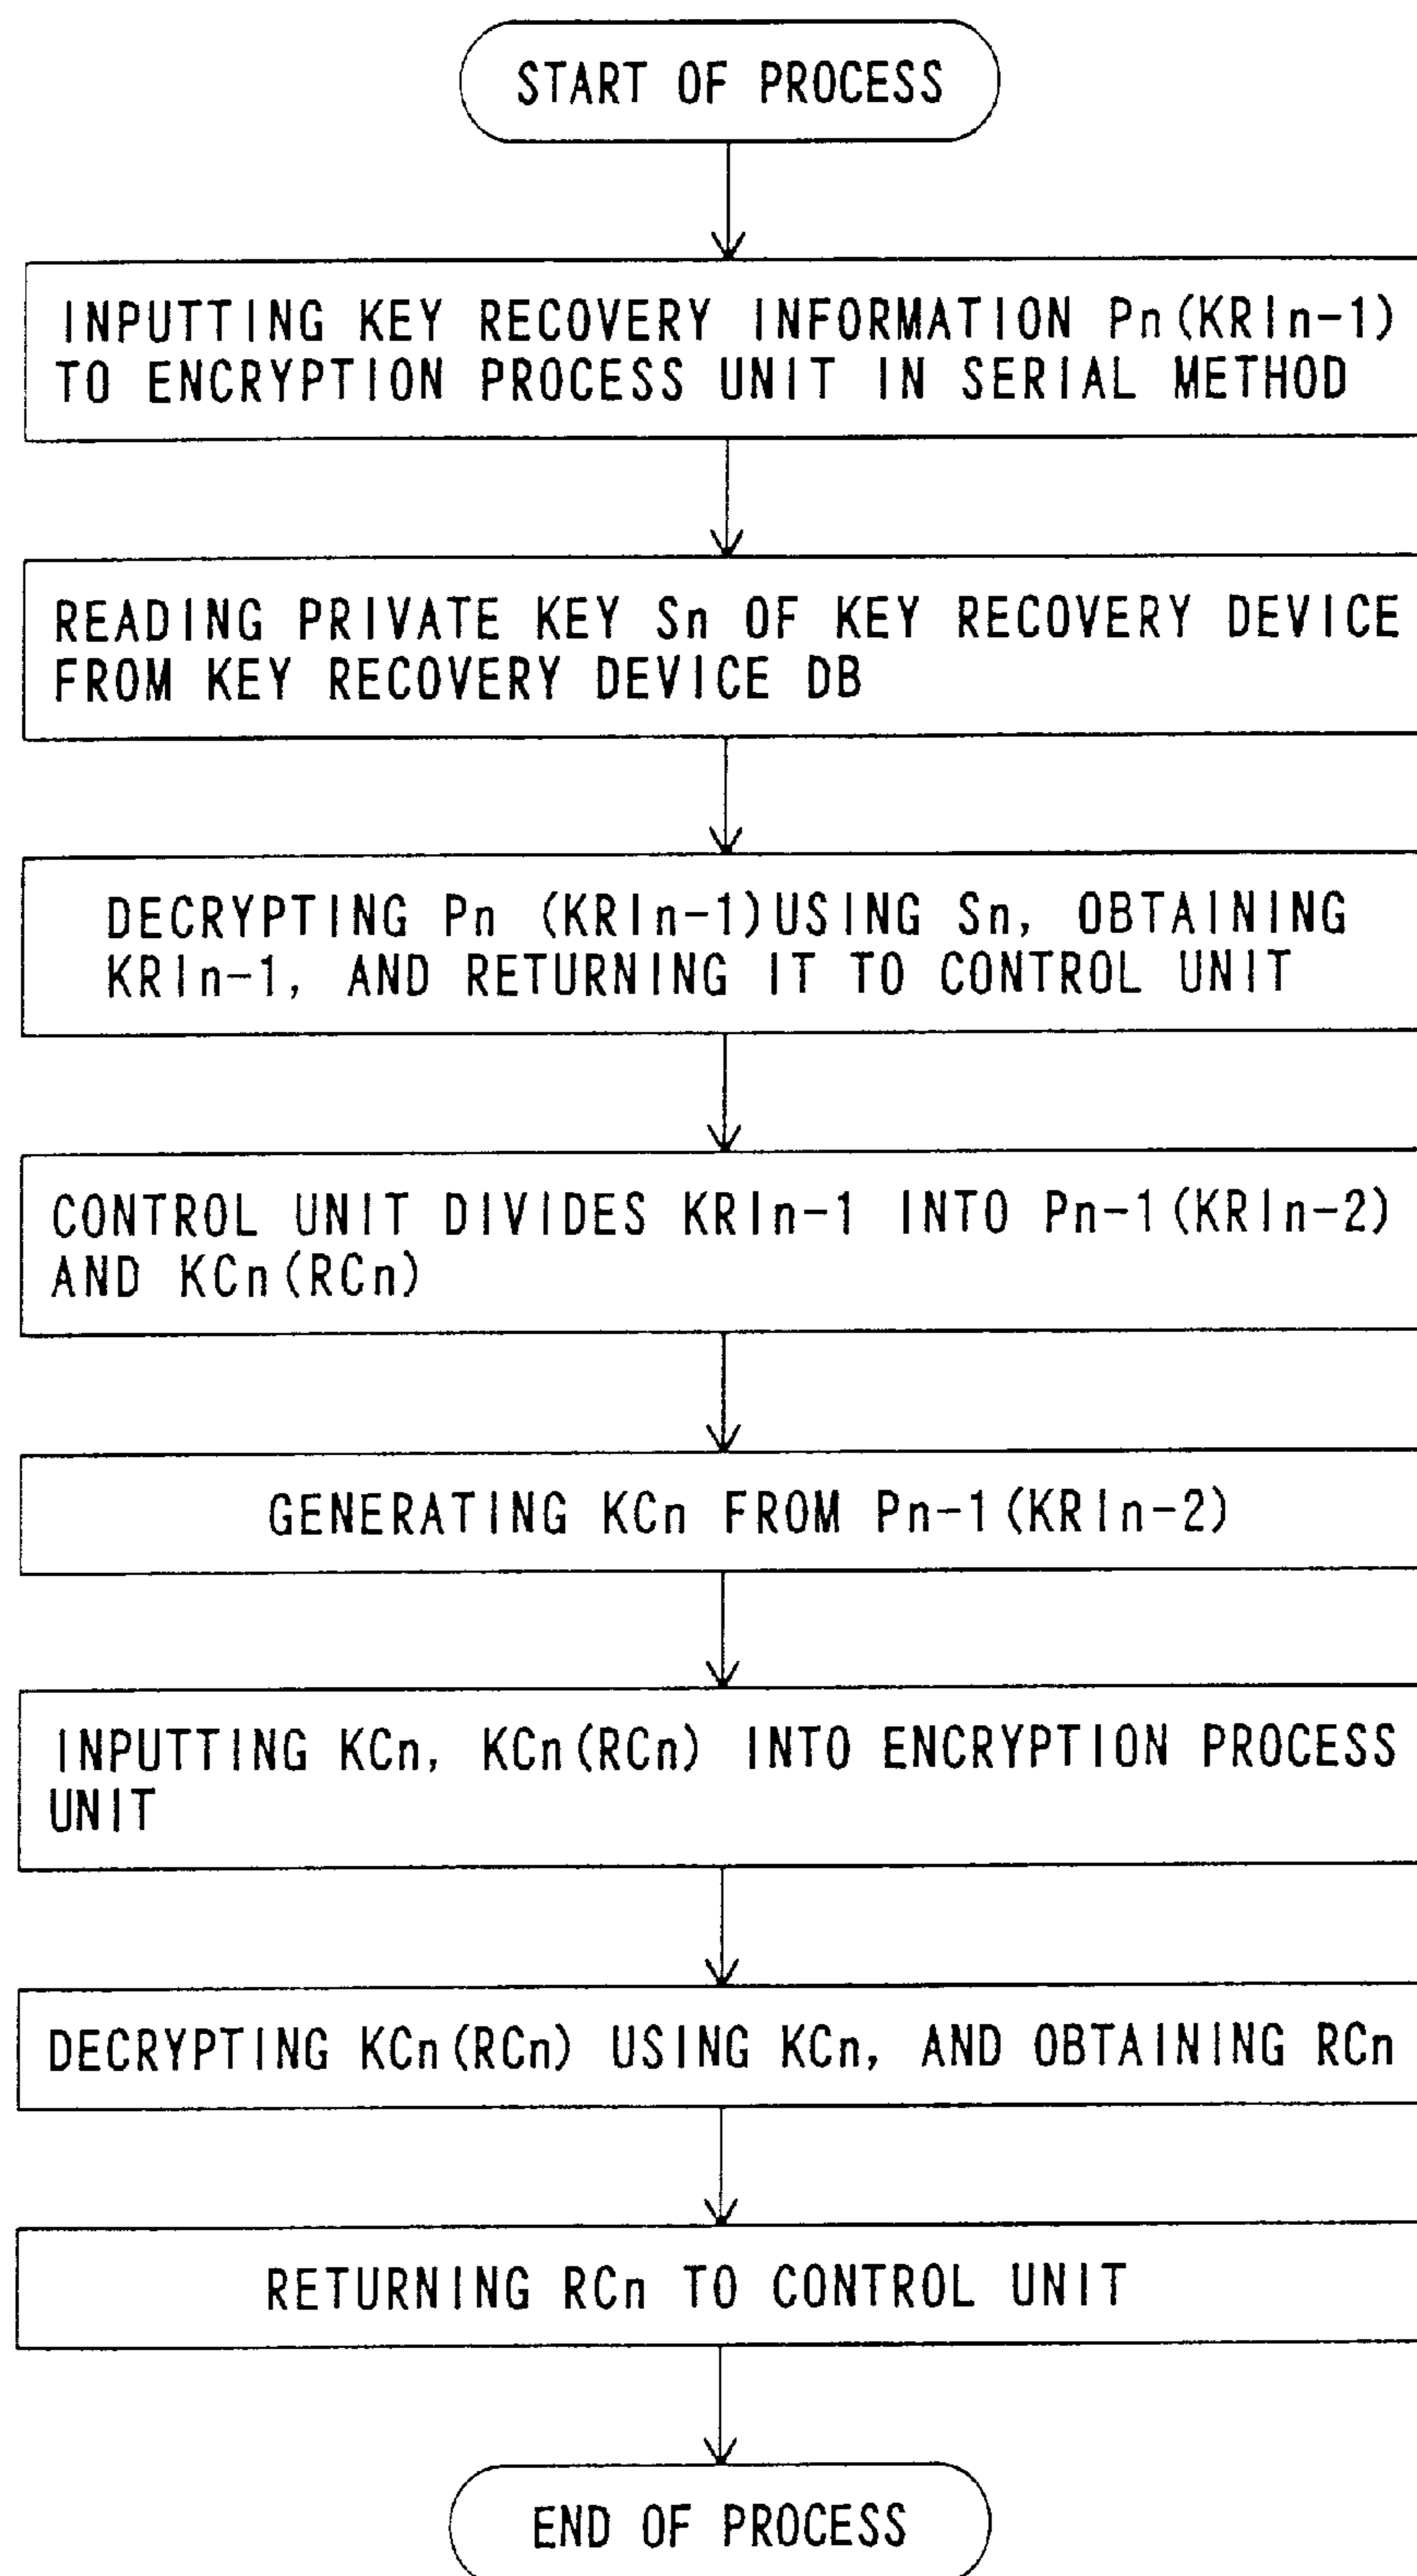 START OF PROCESS
INPUTTING KEY RECOVERY INFORMATION Pn(KRIn-1)
TO ENCRYPTION PROCESS UNIT IN SERIAL METHOD
READING PRIVATE KEY Sn OF KEY RECOVERY DEVICE
FROM KEY RECOVERY DEVICE DB
DECRYPTING Pn (KRIn-1)USING Sn, OBTAINING
KRIn-1, AND RETURNING IT TO CONTROL UNIT
CONTROL UNIT DIVIDES KRIn-1 INTO Pn-1(KRIn-2)
AND KCn(RCn)
GENERATING KCn FROM Pn-1(KRIn-2)
INPUTTING KCn, KCn(RCn) INTO ENCRYPTION PROCESS
UNIT
DECRYPTING KCn(RCn) USING KCn, AND OBTAINING RCn
RETURNING RCn TO CONTROL UNIT
END OF PROCESS